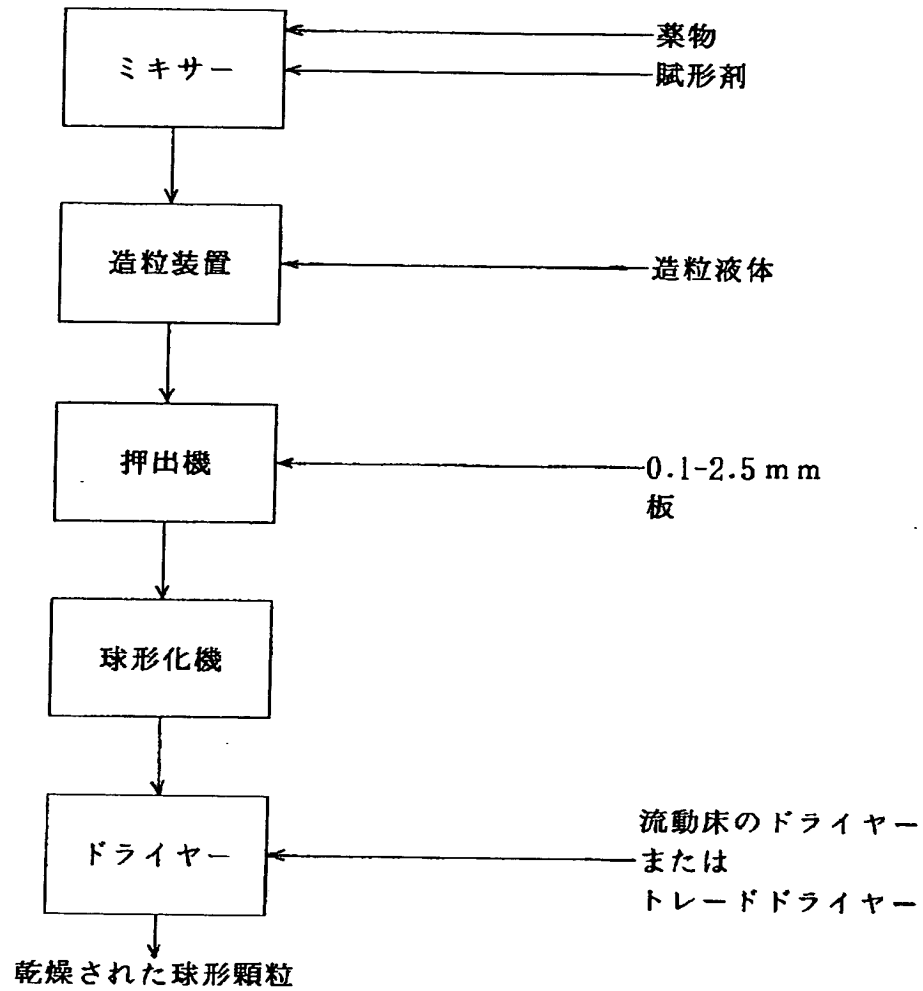 ミキサー
薬物
賦形剤
造粒装置
造粒液体
押出機
0.1-2.5mm
板
球形化機
ドライヤー
流動床のドライヤー
または
トレードドライヤー
乾燥された球形顆粒